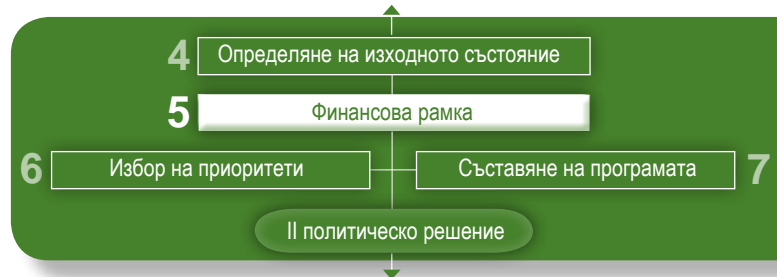 4 Определяне на изходното състояние
5 Финансова рамка
6 Избор на приоритети
Съставяне на програмата 7
II политическо решение